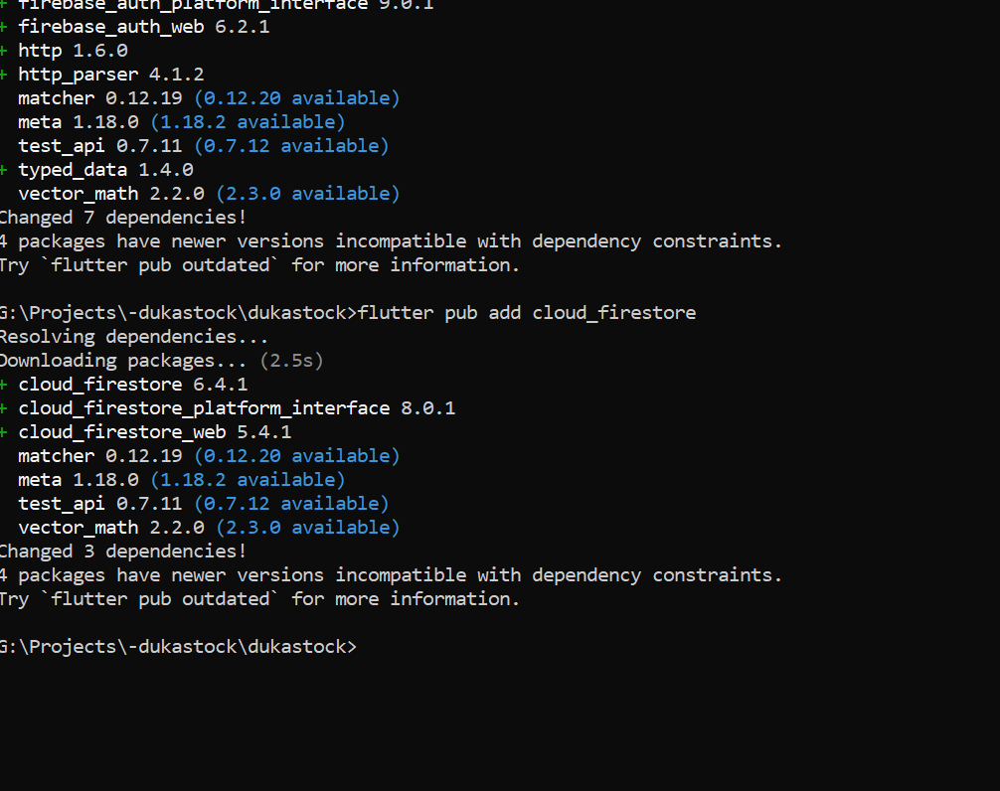 + firebase_auth_platform_interface 9.0.1
+ firebase_auth_web 6.2.1
+ http 1.6.0
+ http_parser 4.1.2
  matcher 0.12.19 (0.12.20 available)
  meta 1.18.0 (1.18.2 available)
  test_api 0.7.11 (0.7.12 available)
+ typed_data 1.4.0
  vector_math 2.2.0 (2.3.0 available)
Changed 7 dependencies!
4 packages have newer versions incompatible with dependency constraints.
Try `flutter pub outdated` for more information.

G:\Projects\-dukastock\dukastock>flutter pub add cloud_firestore
Resolving dependencies...
Downloading packages... (2.5s)
+ cloud_firestore 6.4.1
+ cloud_firestore_platform_interface 8.0.1
+ cloud_firestore_web 5.4.1
  matcher 0.12.19 (0.12.20 available)
  meta 1.18.0 (1.18.2 available)
  test_api 0.7.11 (0.7.12 available)
  vector_math 2.2.0 (2.3.0 available)
Changed 3 dependencies!
4 packages have newer versions incompatible with dependency constraints.
Try `flutter pub outdated` for more information.

G:\Projects\-dukastock\dukastock>